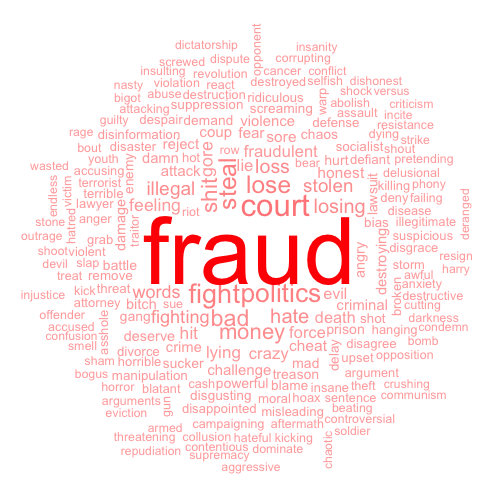 dictatorship
opponent
insanity
screwed
dispute
corrupting
insulting
revolution
cancer
conflict
nasty
violation
react
destroyed
selfish
dishonest
bigot
abuse
destruction
ridiculous
warp
shock
versus
attacking
suppression
screaming
abolish
criticism
guilty
despair
demand
violence
defense
assault
incite
rage
disinformation
coup
fear
sore
chaos
dying
resistance
bout
disaster
reject
gore
row
fraudulent
socialist
shout
strike
wasted
youth
enemy
damn
hot
steal
lie
loss
bear
hurt
defiant
pretending
accusing
attack
shit
honest
lawsuit
delusional
endless
victim
terrorist
illegal
lose
stolen
killing
phony
terrible
court
deny
failing
deranged
lawyer
damage
feeling
losing
disease
stone
hatred
anger
traitor
riot
bias
illegitimate
outrage
grab
fraud
angry
destroying
suspicious
shoot
violent
disgrace
resign
devil
slap
battle
storm
harry
treat
remove
awful
injustice
kick
threat
words
fight
politics
evil
broken
anxiety
destructive
attorney
bitch
sue
criminal
cutting
offender
asshole
gang
fighting
bad
hate
death
shot
darkness
accused
deserve
hit
money
force
prison
hanging
condemn
confusion
crime
lying
crazy
cheat
delay
disagree
bomb
smell
divorce
mad
upset
opposition
sham
horrible
sucker
challenge
treason
argument
bogus
manipulation
cash
powerful
blame
insane
theft
crushing
horror
blatant
disgusting
moral
hoax
sentence
communism
arguments
gun
disappointed
misleading
beating
eviction
campaigning
aftermath
controversial
armed
soldier
threatening
collusion
hateful
kicking
repudiation
contentious
dominate
chaotic
supremacy
aggressive